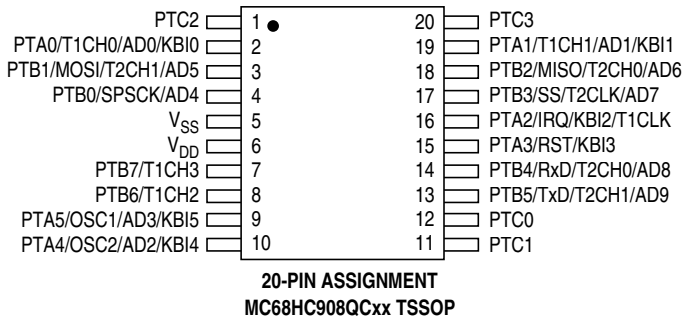 PTC2 1 20 PTC3
PTA0/T1CH0/AD0/KBI0 2 19 PTA1/T1CH1/AD1/KBI1
PTB1/MOSI/T2CH1/AD5 3 18 PTB2/MISO/T2CH0/AD6
PTB0/SPSCK/AD4 4 17 PTB3/SS/T2CLK/AD7
VSS 5 16 PTA2/IRQ/KBI2/T1CLK
VDD 6 15 PTA3/RST/KBI3
PTB7/T1CH3 7 14 PTB4/RxD/T2CH0/AD8
PTB6/T1CH2 8 13 PTB5/TxD/T2CH1/AD9
PTA5/OSC1/AD3/KBI5 9 12 PTC0
PTA4/OSC2/AD2/KBI4 10 11 PTC1
20-PIN ASSIGNMENT
MC68HC908QCxx TSSOP